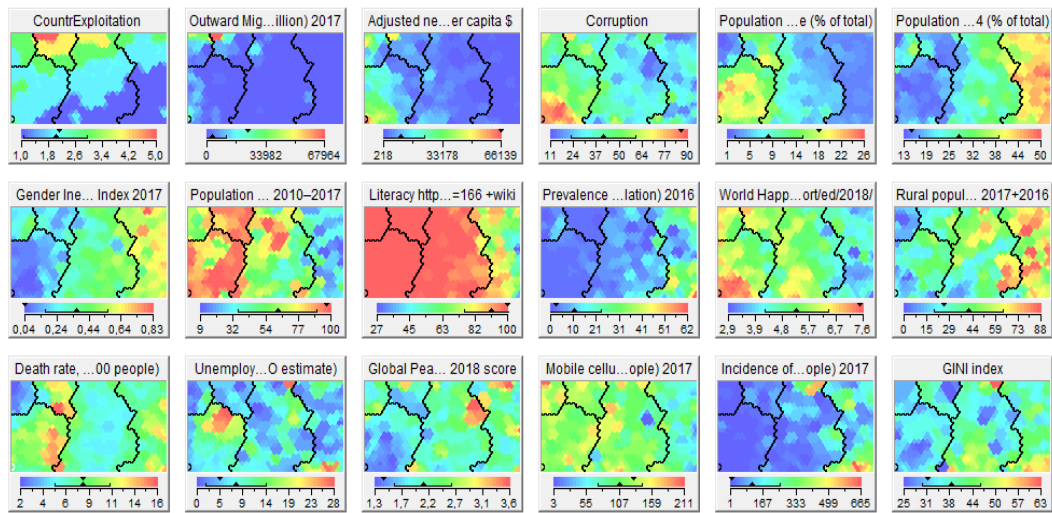 CountrExploitation
Outward Mig...illion) 2017
Adjusted ne...er capita $
Corruption
Population ...e (% of total)
Population ...4 (% of total)
1,0 1,8 2,6 3,4 4,2 5,0
0 33982 67964
218 33178 66139
11 24 37 50 63 77 90
1 5 9 14 18 22 26
13 19 25 32 38 44 50
Gender Ine... Index 2017
Population ... 2010–2017
Literacy http...=166 +wiki
Prevalence ...lation) 2016
World Happ...ort/ed/2018/
Rural popul... 2017+2016
0,04 0,24 0,44 0,64 0,83
9 32 54 77 100
27 45 63 82 100
2 12 21 31 41 52 62
2,9 3,9 4,8 5,7 6,7 7,6
0 15 29 44 59 73 88
Death rate, ...00 people)
Unemploy...O estimate)
Global Pea... 2018 score
Mobile cellu...ople) 2017
Incidence of...ople) 2017
GINI index
2 4 6 9 11 14 16
0 5 9 14 19 23 28
1,3 1,7 2,2 2,7 3,1 3,6
3 55 107 159 211
0 167 333 499 665
25 31 38 44 50 57 63